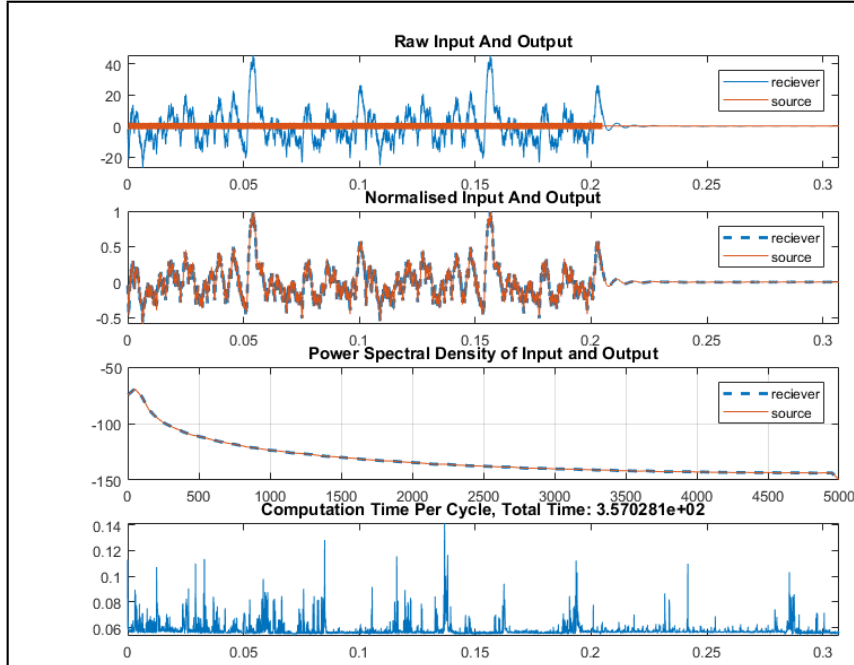 Raw Input And Output
40
20
0
-20
reciever
source
0 0.05 0.1 0.15 0.2 0.25 0.3
Normalised Input And Output
1
0.5
0
-0.5
reciever
source
0 0.05 0.1 0.15 0.2 0.25 0.3
Power Spectral Density of Input and Output
-50
-100
-150
reciever
source
0 500 1000 1500 2000 2500 3000 3500 4000 4500 5000
Computation Time Per Cycle, Total Time: 3.570281e+02
0.14
0.12
0.1
0.08
0.06
0 0.05 0.1 0.15 0.2 0.25 0.3